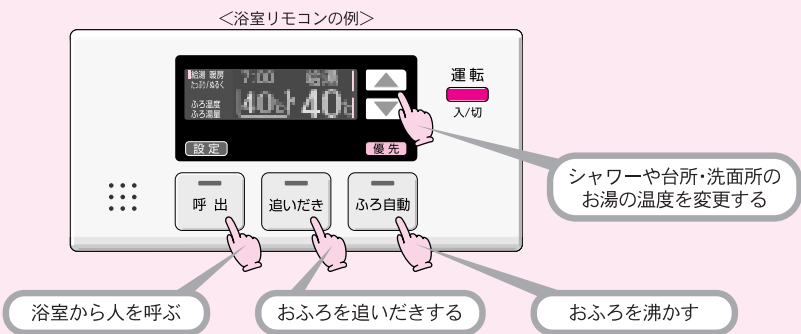 ＜浴室リモコンの例＞
給湯 暖房
たっぷり/ぬるく
7:00
給湯
ふろ温度
ふろ湯量
40℃
40℃
運転
入/切
設定
優先
呼出
追いだき
ふろ自動
シャワーや台所・洗面所の
お湯の温度を変更する
浴室から人を呼ぶ
おふろを追いだきする
おふろを沸かす